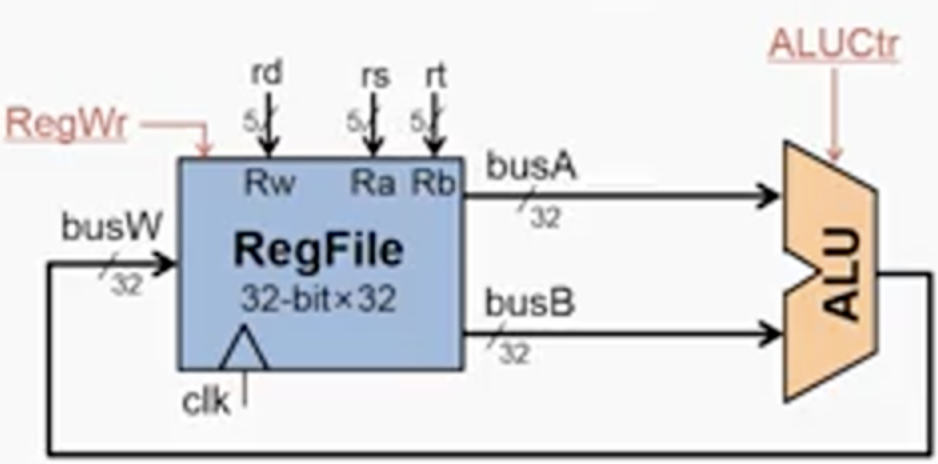 ALUCtr
rd
rs
rt
RegWr
5
5
5
Rw
Ra
Rb
busA
32
busW
32
RegFile
32-bit×32
busB
32
ALU
clk